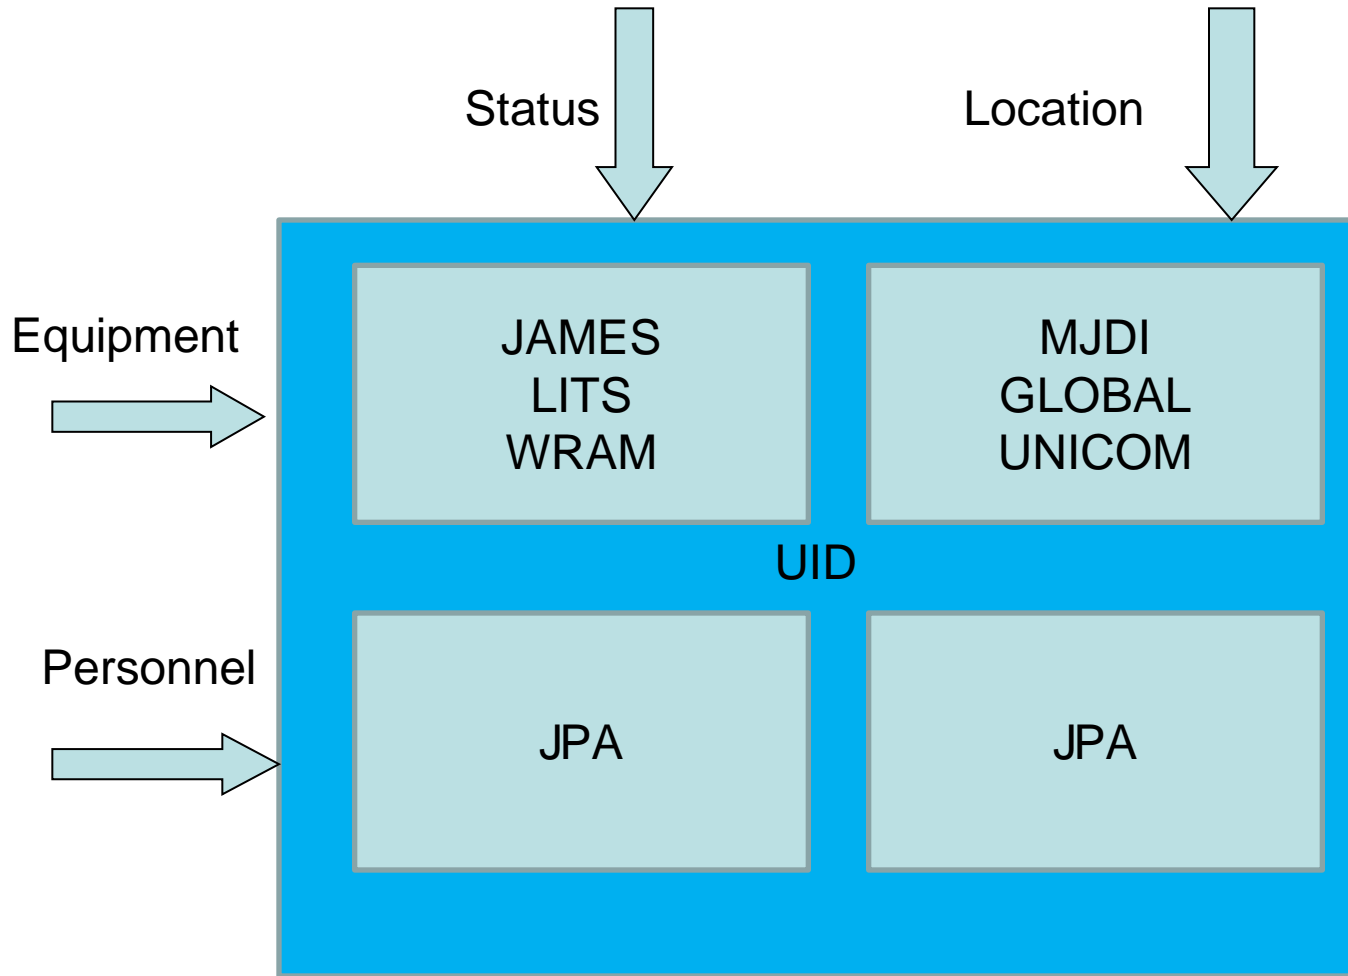 Status
Location
Equipment
JAMES
LITS
WRAM
MJDI
GLOBAL
UNICOM
UID
Personnel
JPA
JPA